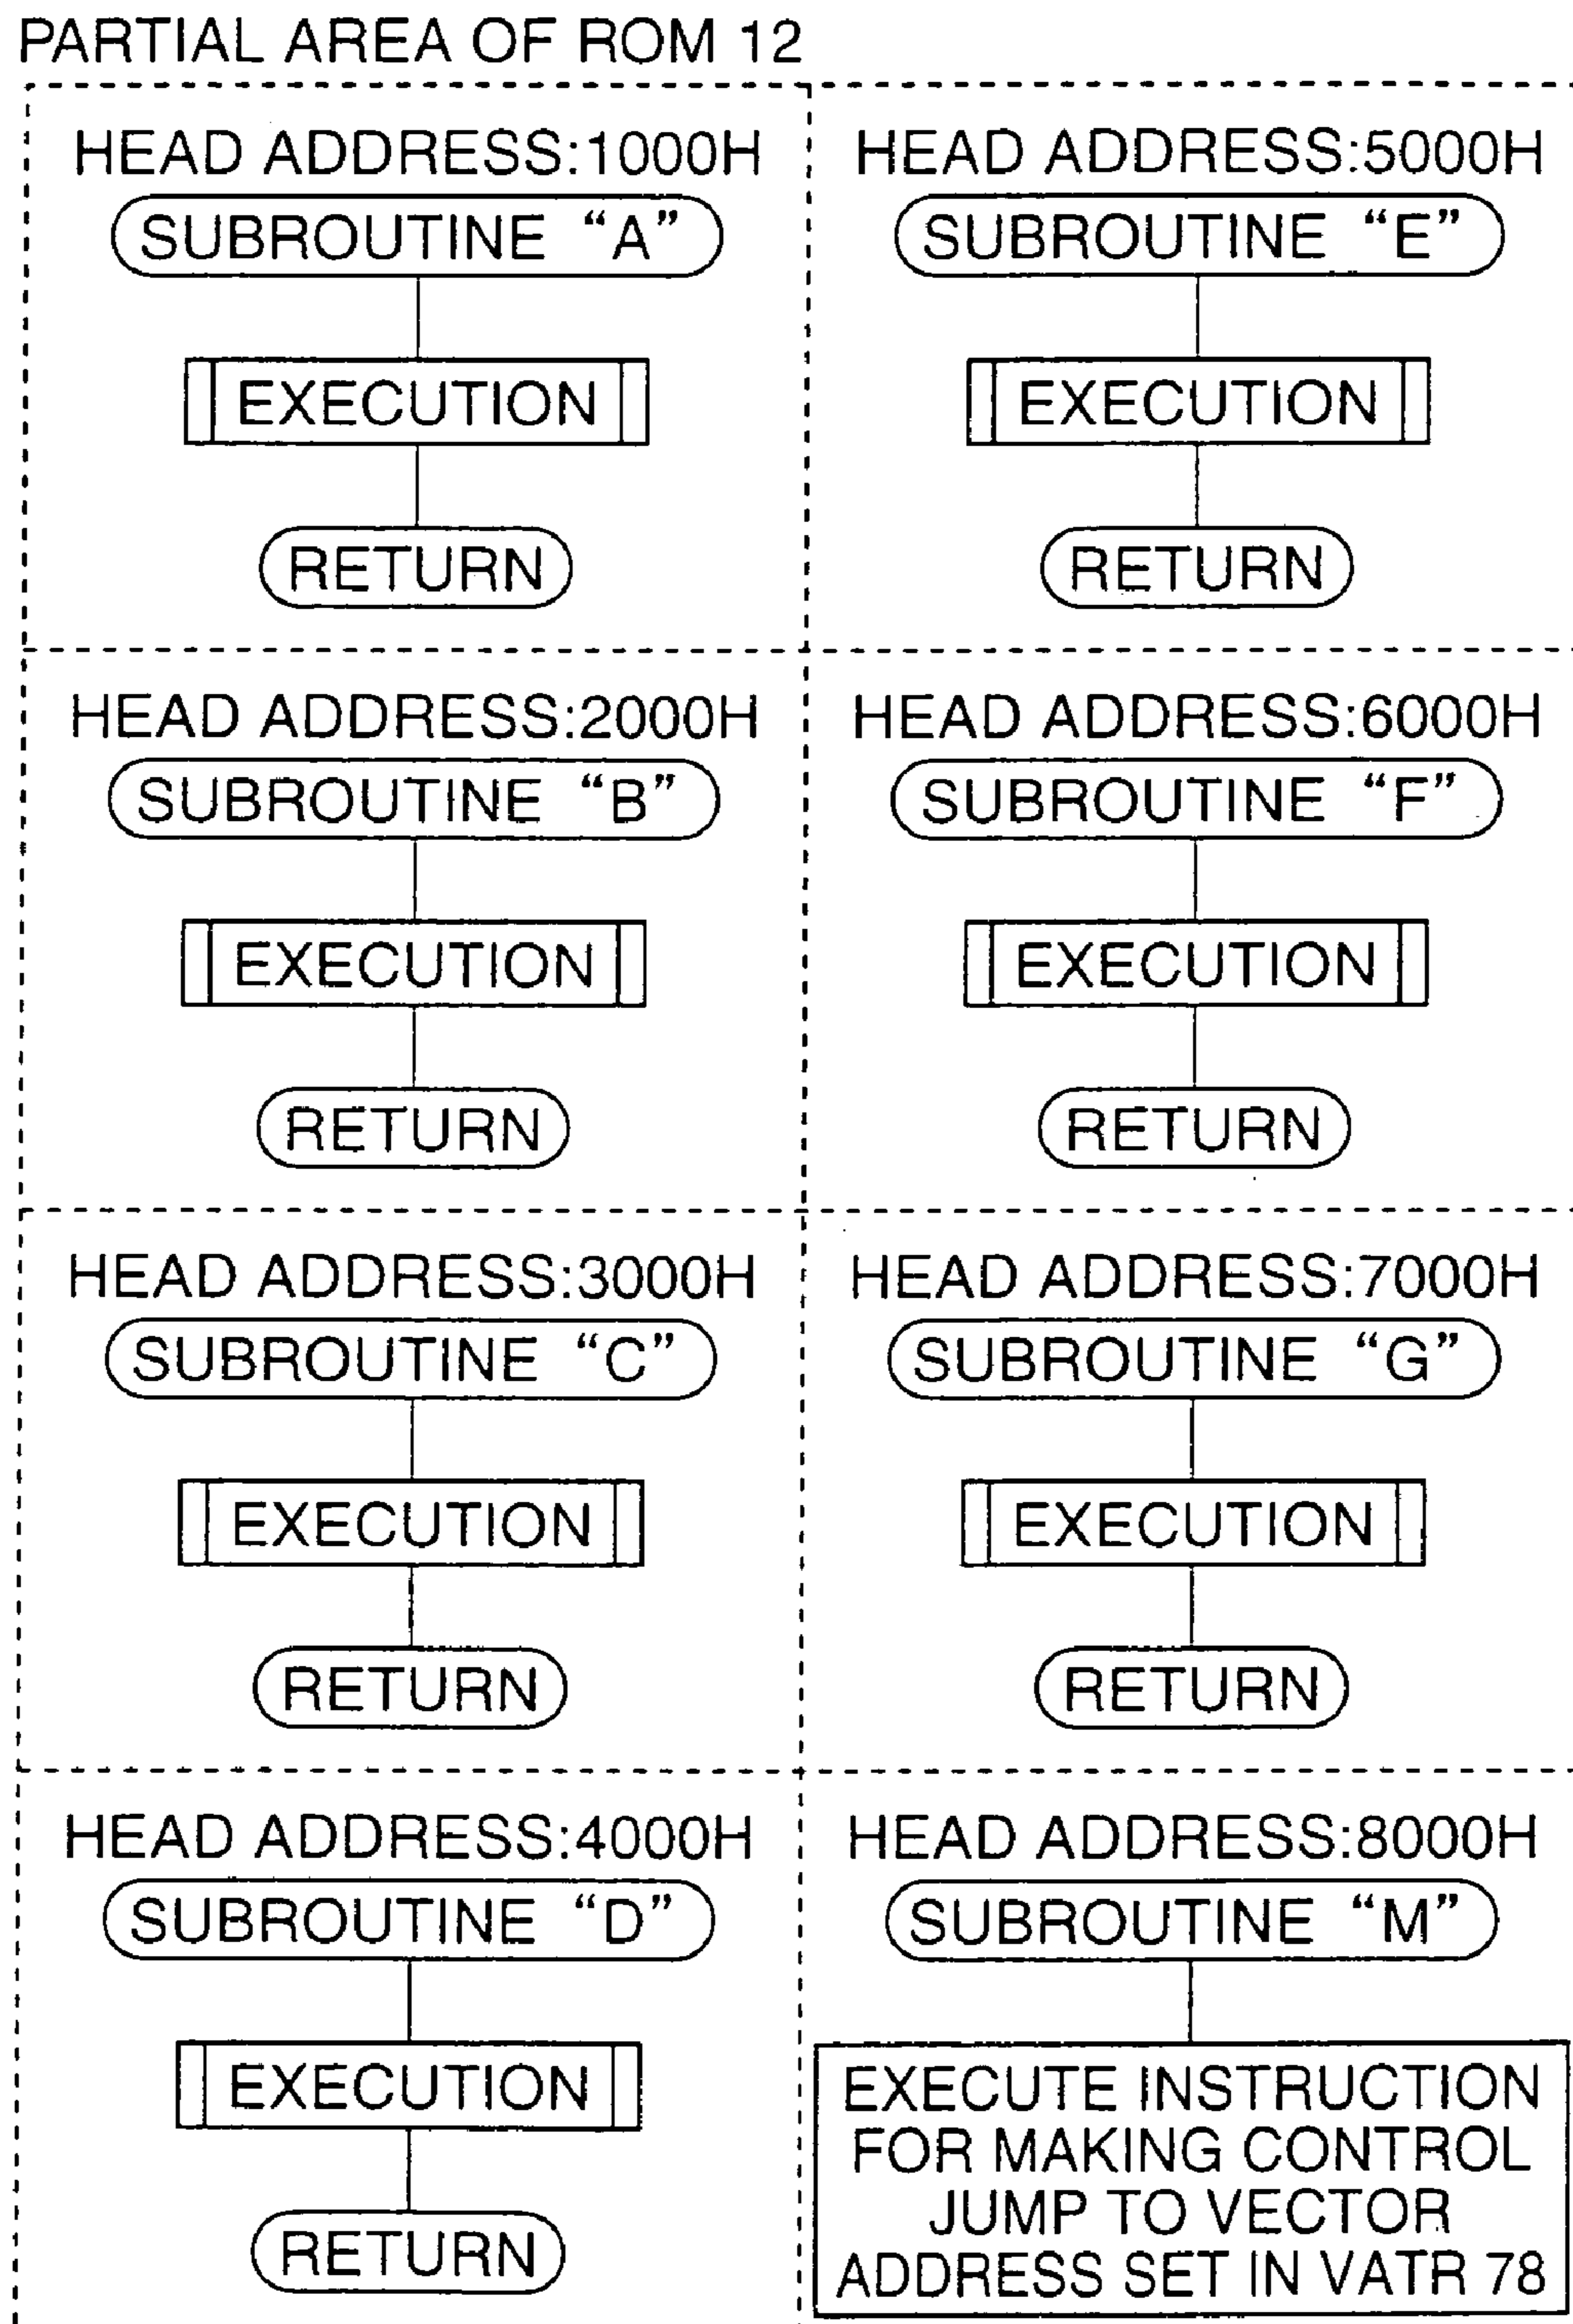 PARTIAL AREA OF ROM 12
HEAD ADDRESS:1000H
SUBROUTINE “A”
EXECUTION
RETURN
HEAD ADDRESS:2000H
SUBROUTINE “B”
EXECUTION
RETURN
HEAD ADDRESS:3000H
SUBROUTINE “C”
EXECUTION
RETURN
HEAD ADDRESS:4000H
SUBROUTINE “D”
EXECUTION
RETURN
HEAD ADDRESS:5000H
SUBROUTINE “E”
EXECUTION
RETURN
HEAD ADDRESS:6000H
SUBROUTINE “F”
EXECUTION
RETURN
HEAD ADDRESS:7000H
SUBROUTINE “G”
EXECUTION
RETURN
HEAD ADDRESS:8000H
SUBROUTINE “M”
EXECUTE INSTRUCTION
FOR MAKING CONTROL
JUMP TO VECTOR
ADDRESS SET IN VATR 78